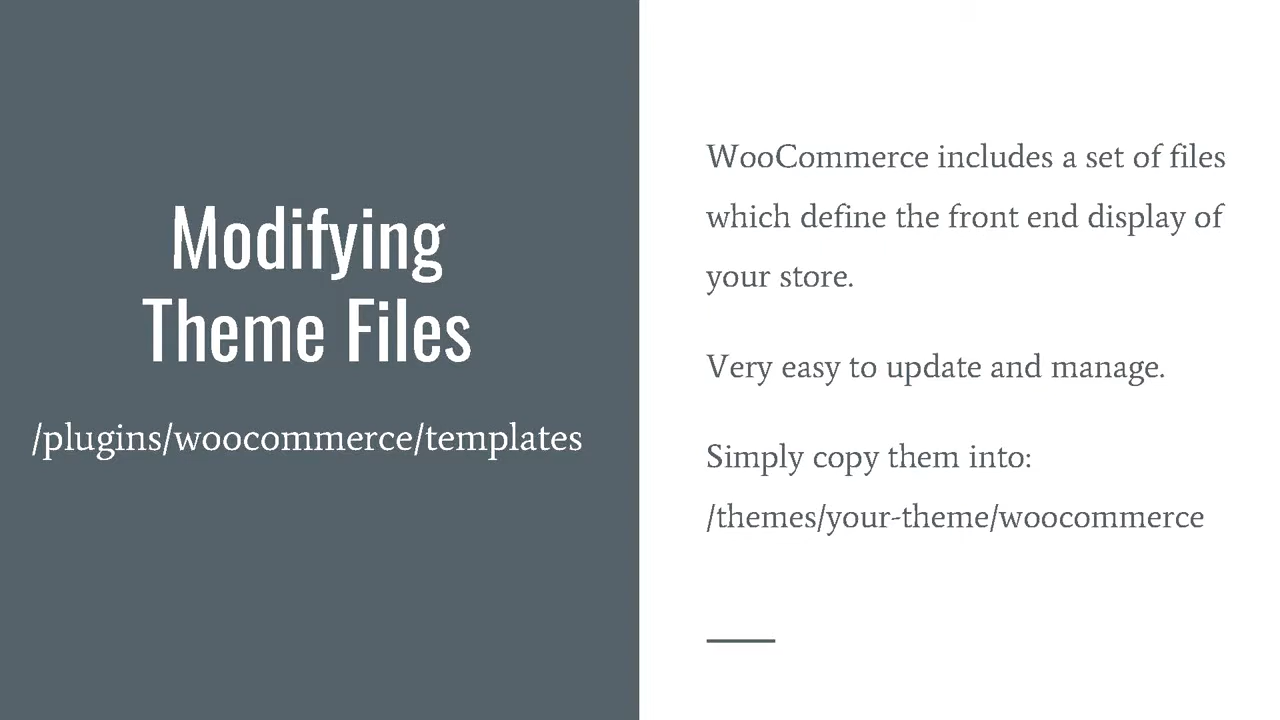 Modifying
Theme Files
/plugins/woocommerce/templates
WooCommerce includes a set of files
which define the front end display of
your store.
Very easy to update and manage.
Simply copy them into:
/themes/your-theme/woocommerce